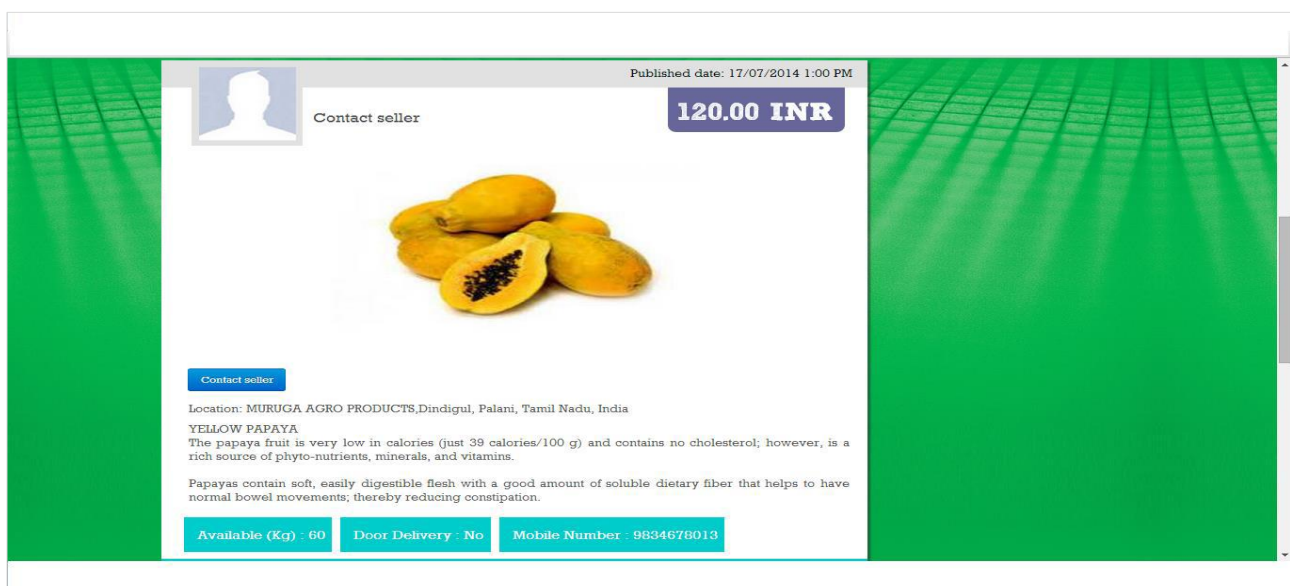 Published date: 17/07/2014 1:00 PM
Contact seller
120.00 INR
Contact seller
Location: MURUGA AGRO PRODUCTS,Dindigul, Palani, Tamil Nadu, India
YELLOW PAPAYA
The papaya fruit is very low in calories (just 39 calories/100 g) and contains no cholesterol; however, is a
rich source of phyto-nutrients, minerals, and vitamins.
Papayas contain soft, easily digestible flesh with a good amount of soluble dietary fiber that helps to have
normal bowel movements; thereby reducing constipation.
Available (Kg) : 60
Door Delivery : No
Mobile Number : 9834678013